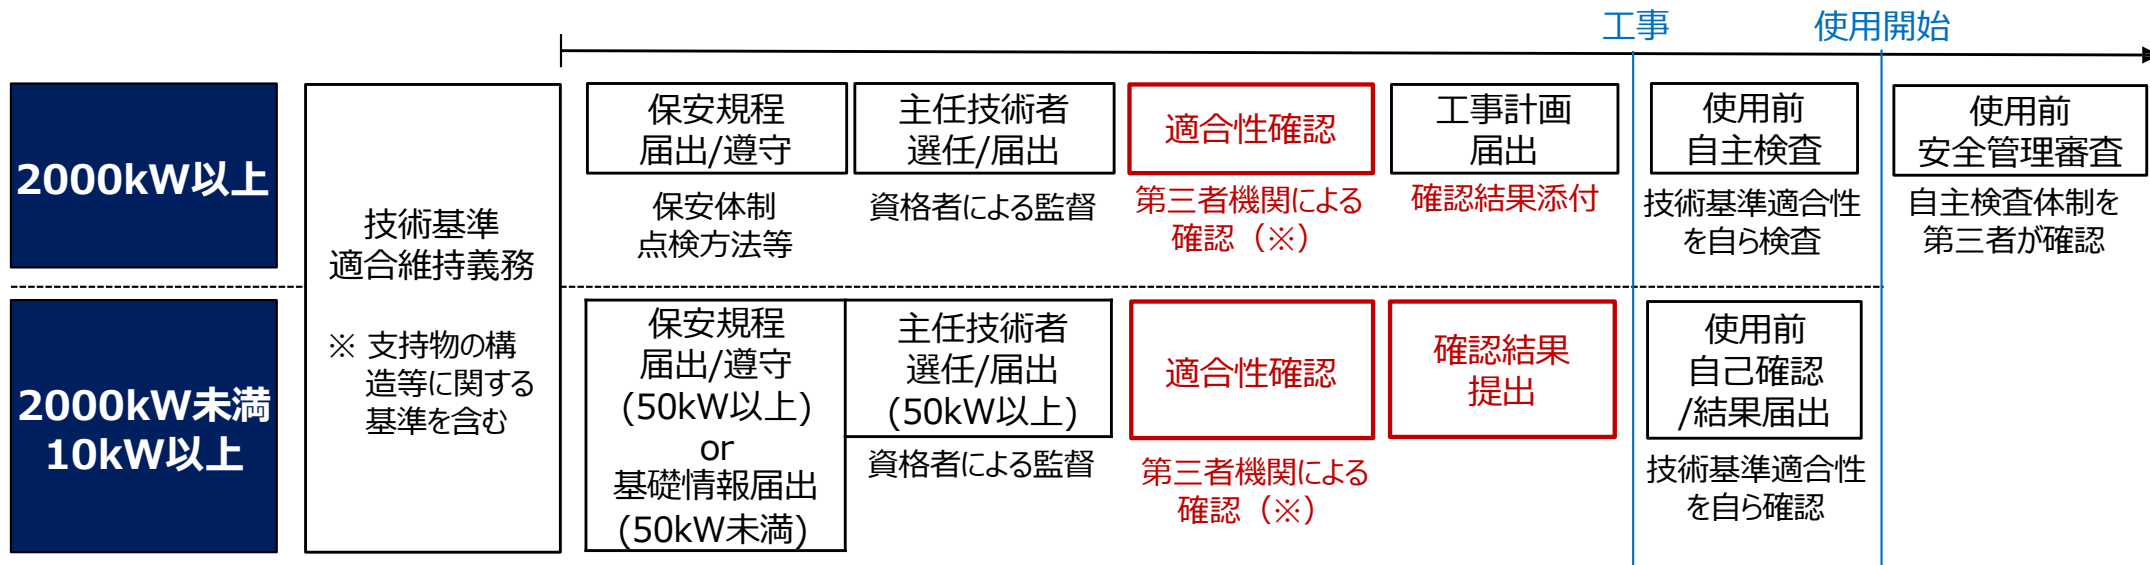 工事
使用開始
2000kW以上
技術基準
適合維持義務
※ 支持物の構
造等に関する
基準を含む
保安規程
届出/遵守
保安体制
点検方法等
主任技術者
選任/届出
資格者による監督
適合性確認
第三者機関による
確認（※）
工事計画
届出
確認結果添付
使用前
自主検査
技術基準適合性
を自ら検査
使用前
安全管理審査
自主検査体制を
第三者が確認
2000kW未満
10kW以上
保安規程
届出/遵守
(50kW以上)
or
基礎情報届出
(50kW未満)
主任技術者
選任/届出
(50kW以上)
資格者による監督
適合性確認
第三者機関による
確認（※）
確認結果
提出
使用前
自己確認
/結果届出
技術基準適合性
を自ら確認